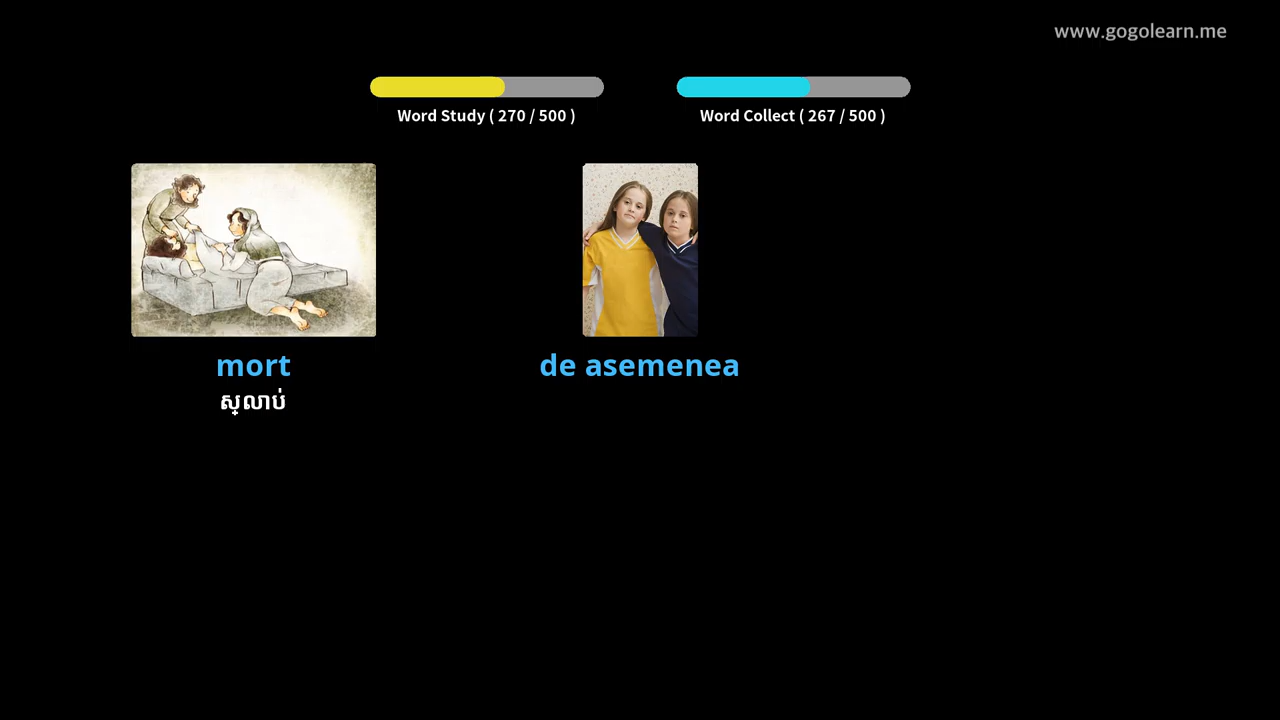 www.gogolearn.me
Word Study ( 270 / 500 )
Word Collect ( 267 / 500 )
mort
ស្លាប់
de asemenea